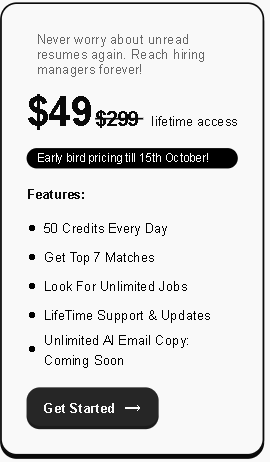 Never worry about unread
resumes again. Reach hiring
managers forever!
$49 $299 lifetime access
Early bird pricing till 15th October!
Features:
50 Credits Every Day
Get Top 7 Matches
Look For Unlimited Jobs
LifeTime Support & Updates
Unlimited AI Email Copy:
Coming Soon
Get Started →